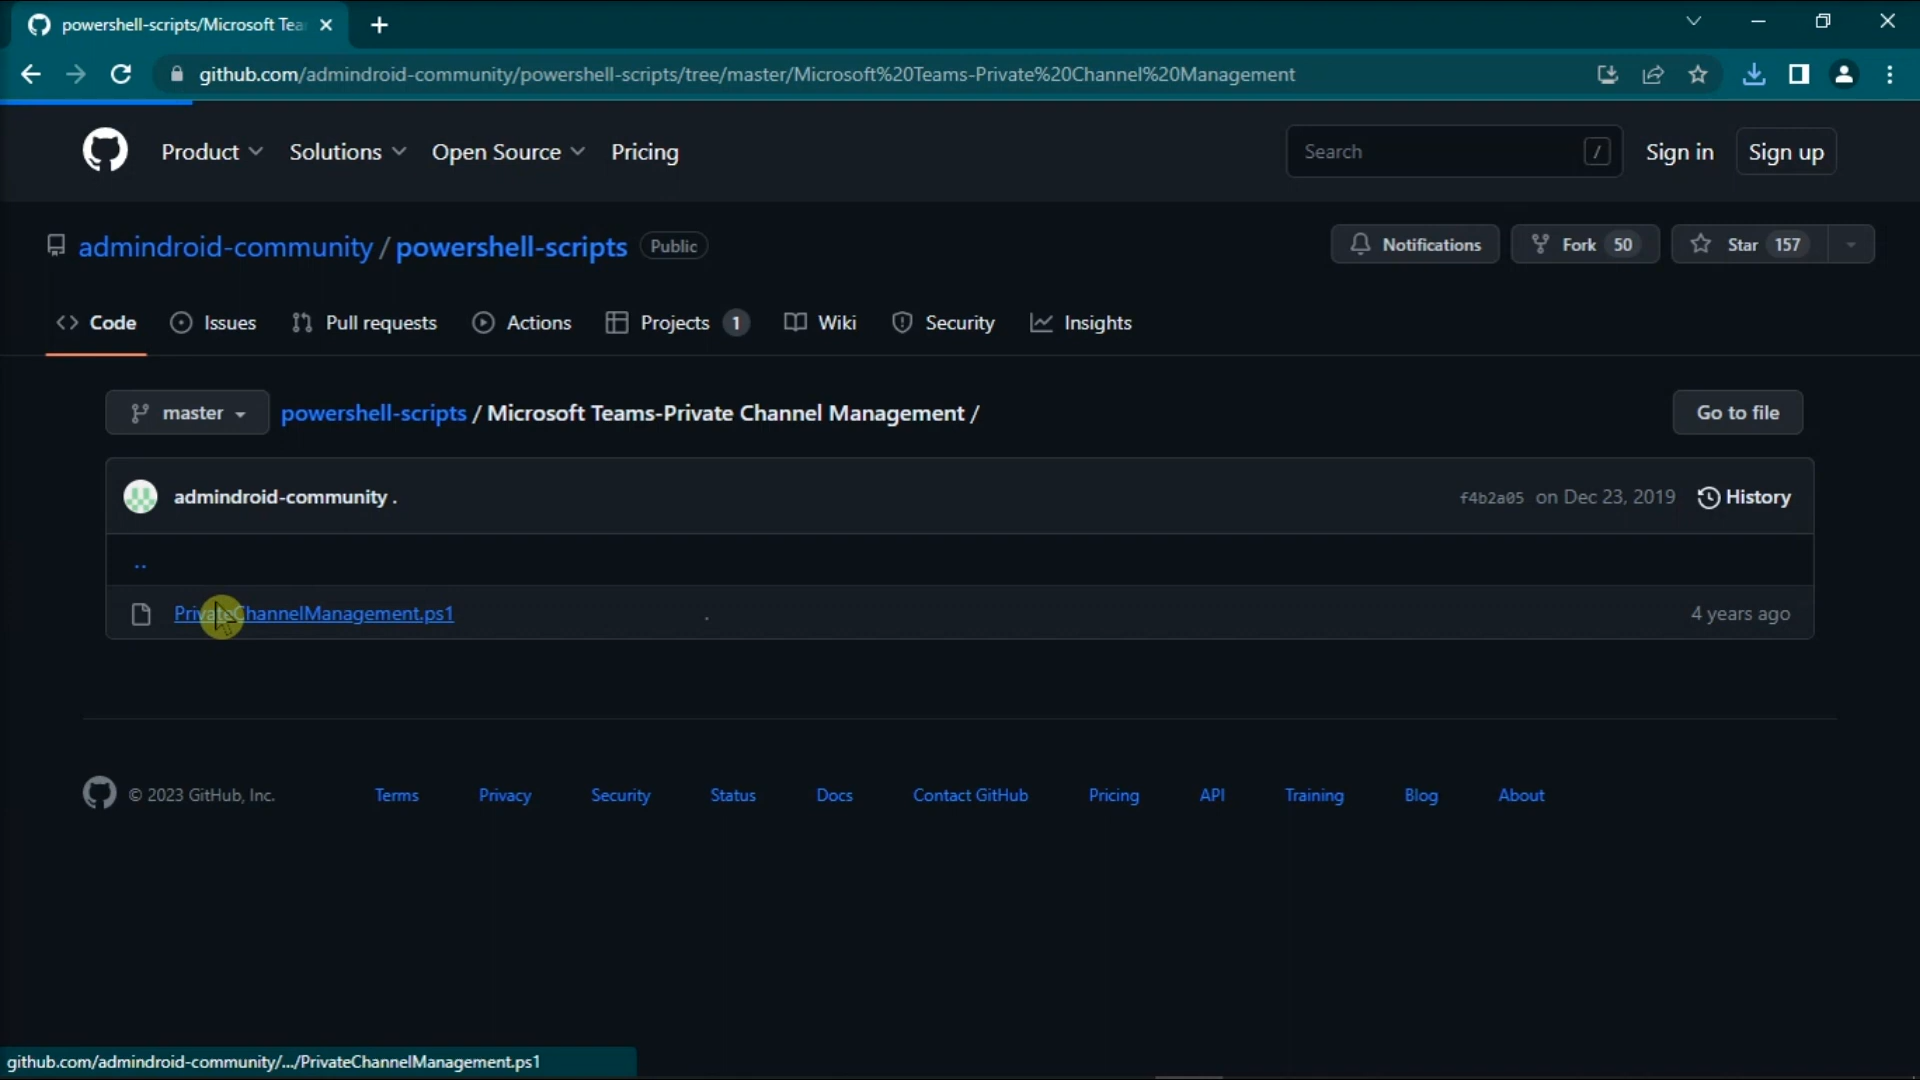 powershell-scripts/Microsoft Tea
github.com/admindroid-community/powershell-scripts/tree/master/Microsoft%20Teams-Private%20Channel%20Management
Product Solutions Open Source Pricing Search / Sign in Sign up
admindroid-community / powershell-scripts Public Notifications Fork 50 Star 157
Code Issues Pull requests Actions Projects 1 Wiki Security Insights
master powershell-scripts / Microsoft Teams-Private Channel Management / Go to file
admindroid-community . f4b2a05 on Dec 23, 2019 History
..
PrivateChannelManagement.ps1 . 4 years ago
© 2023 GitHub, Inc. Terms Privacy Security Status Docs Contact GitHub Pricing API Training Blog About
github.com/admindroid-community/.../PrivateChannelManagement.ps1